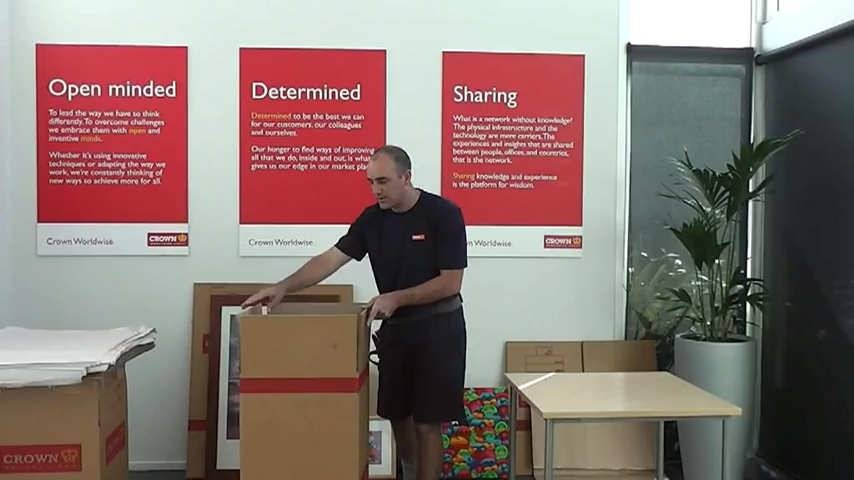 Open minded
To lead the way we have to think
differently. To overcome challenges
we embrace them with open and
inventive minds.
Whether it's using innovative
techniques or adapting the way we
work, we're constantly thinking of
new ways to achieve more for all.
Crown Worldwise.
CROWN
Determined
Determined to be the best we can
for our customers, our colleagues
and ourselves.
Our hunger to find ways of improving
all that we do, inside and out, is what
gives us our edge in our market
Crown Worldwise.
Sharing
What is a network without knowledge?
The physical infrastructure and the
technology are mere carriers. The
experiences and insights that are shared
between people, offices, and countries,
that is the network.
Sharing knowledge and experience
is the platform for wisdom.
Worldwise.
CROWN
CROWN